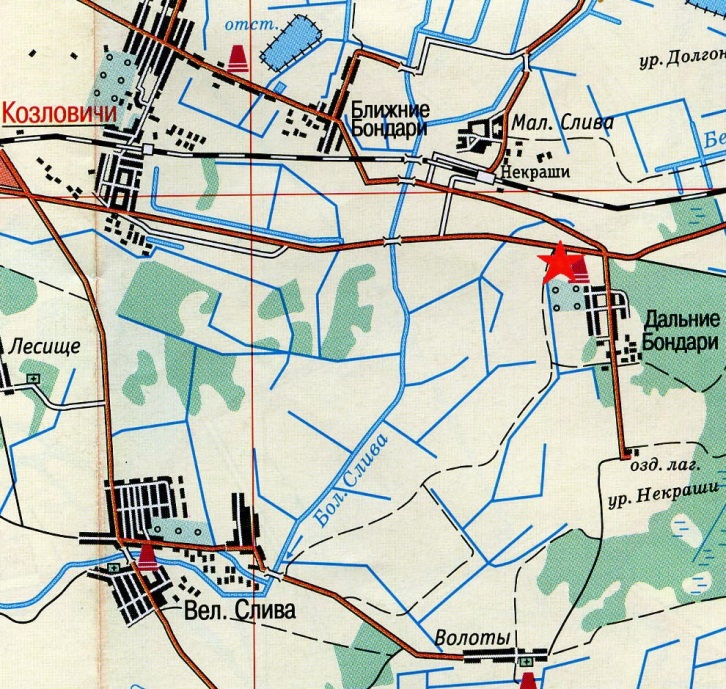 отст.
ур. Долгон
Козловичи
Ближние
Бондари
Мал. Слива
Бе
Некраши
Дальние
Бондари
Лесище
Бол. Слива
озд. лаг.
ур. Некраши
Вел. Слива
Волоты